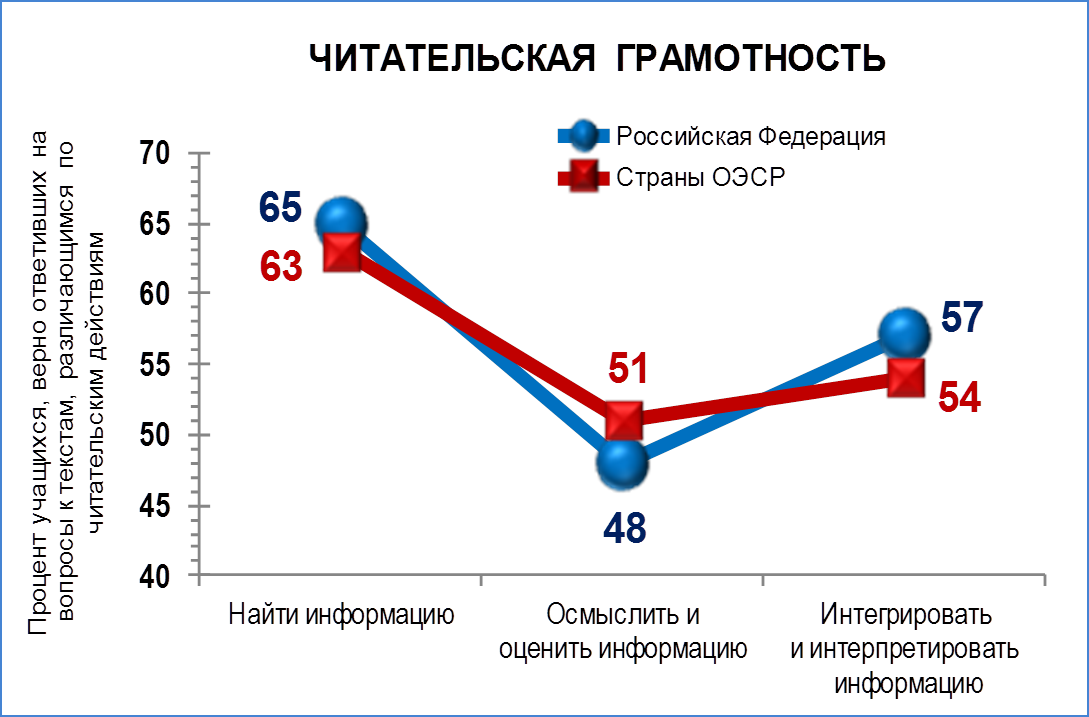 ЧИТАТЕЛЬСКАЯ ГРАМОТНОСТЬ
Российская Федерация
Страны ОЭСР
Процент учащихся, верно ответивших на
вопросы к текстам, различающимся по
читательским действиям
70
65
60
55
50
45
40
65
63
51
48
57
54
Найти информацию
Осмыслить и
оценить информацию
Интегрировать
и интерпретировать
информацию